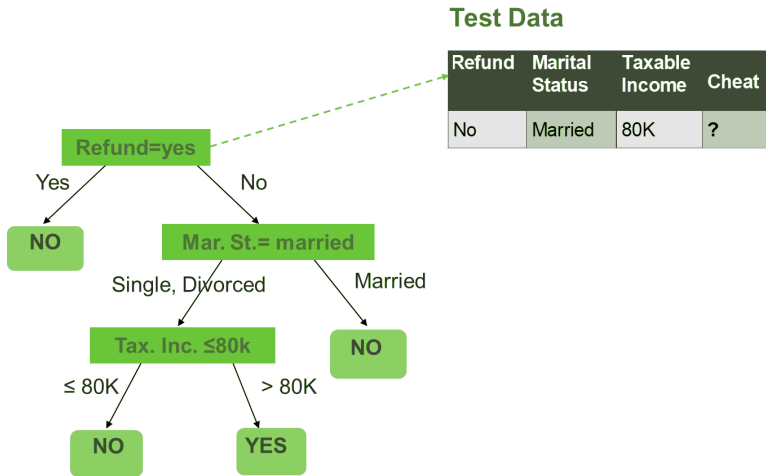 Test Data
Refund Marital Status Taxable Income Cheat
No Married 80K ?
Refund=yes
Yes No
NO
Mar. St.= married
Single, Divorced Married
Tax. Inc. ≤80k
NO
≤ 80K > 80K
NO YES